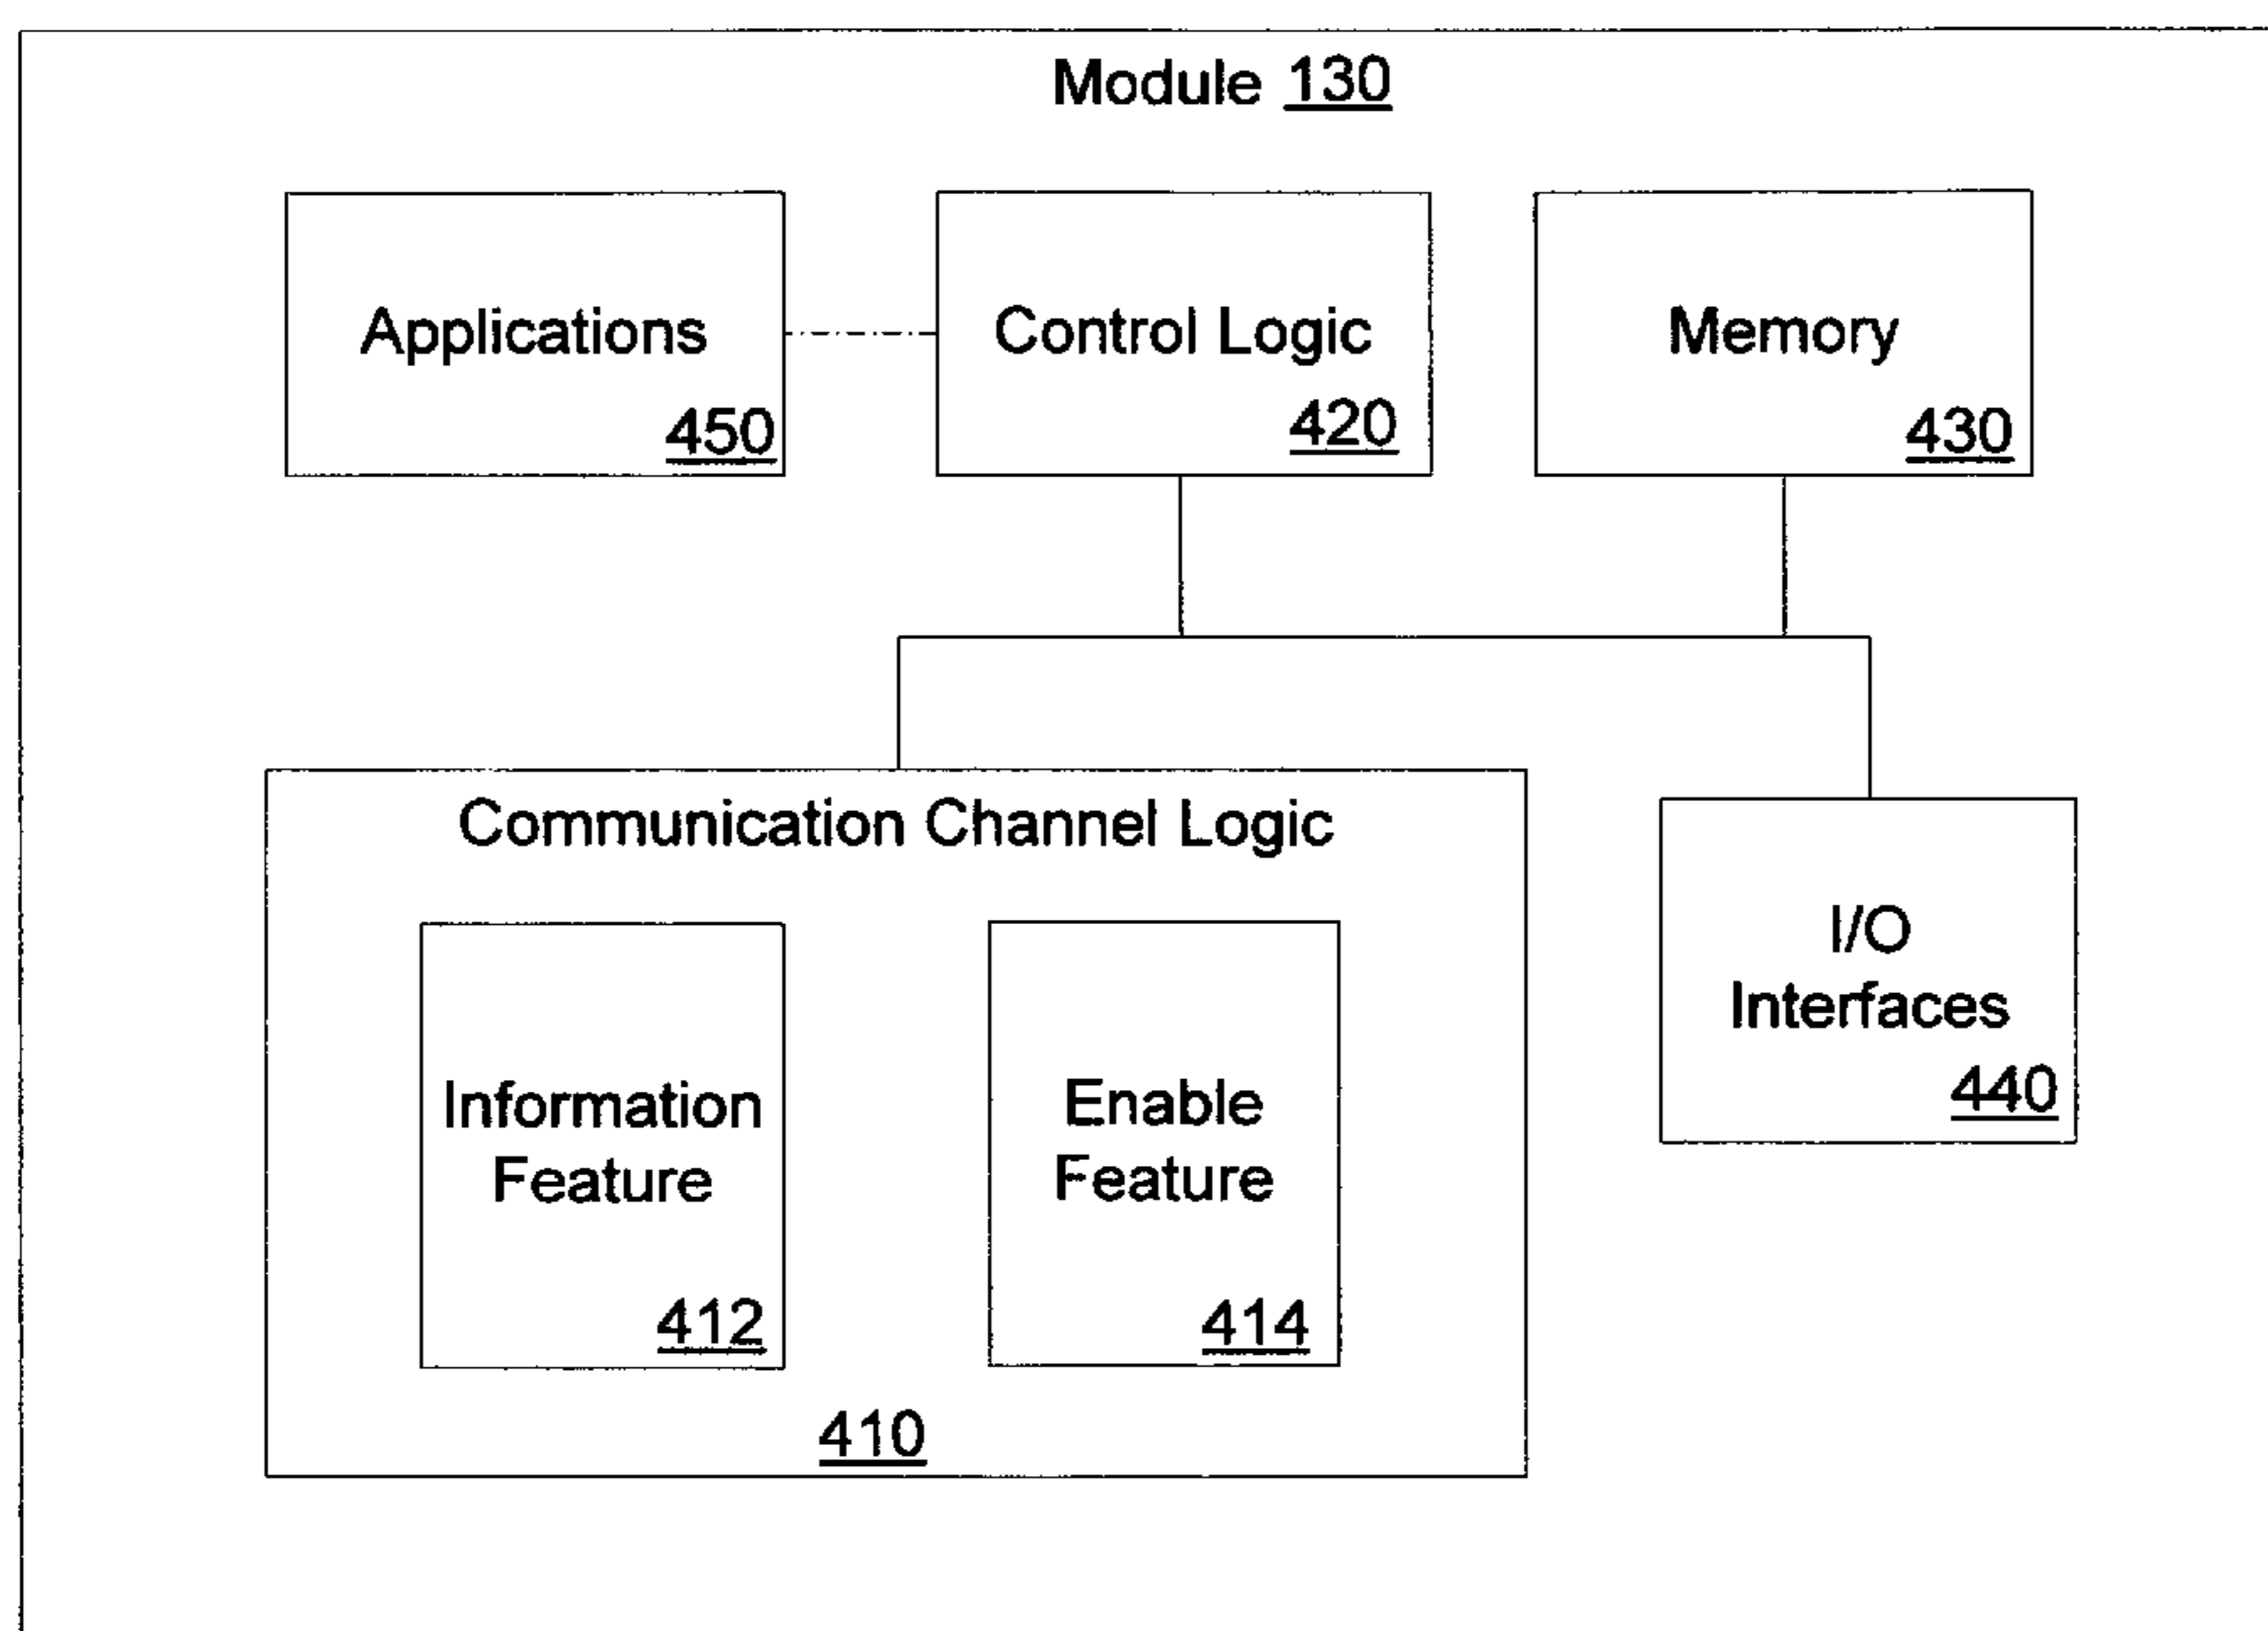 Module 130
Applications
450
Control Logic
420
Memory
430
Communication Channel Logic
Information
Feature
412
Enable
Feature
414
410
I/O
Interfaces
440